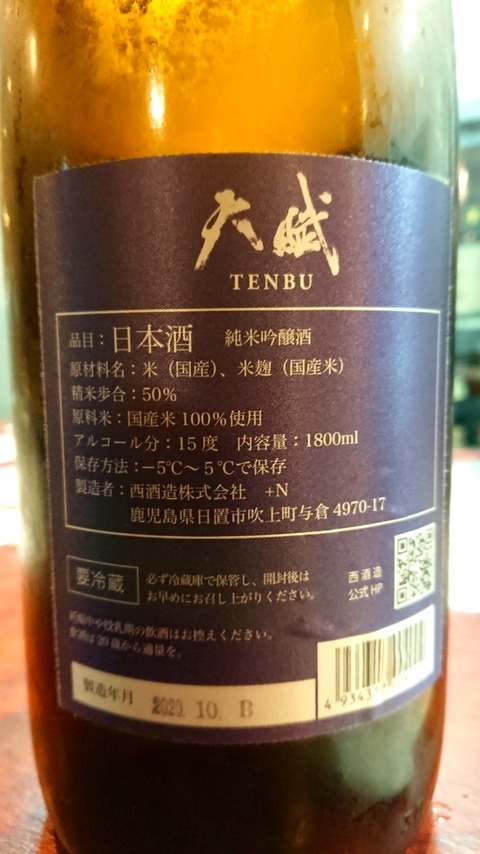 天賦
TENBU
品目：日本酒　純米吟醸酒
原材料名：米（国産）、米麹（国産米）
精米歩合：50%
原料米：国産米100%使用
アルコール分：15度　内容量：1800ml
保存方法：−5℃〜5℃で保存
製造者：西酒造株式会社　+N
鹿児島県日置市吹上町与倉4970-17
要冷蔵
必ず冷蔵庫で保管し、開封後は
お早めにお召し上がりください。
西酒造
公式HP
妊娠中や授乳期の飲酒はお控えください。
飲酒は20歳から適量を。
製造年月　2020.10. B
4 9343